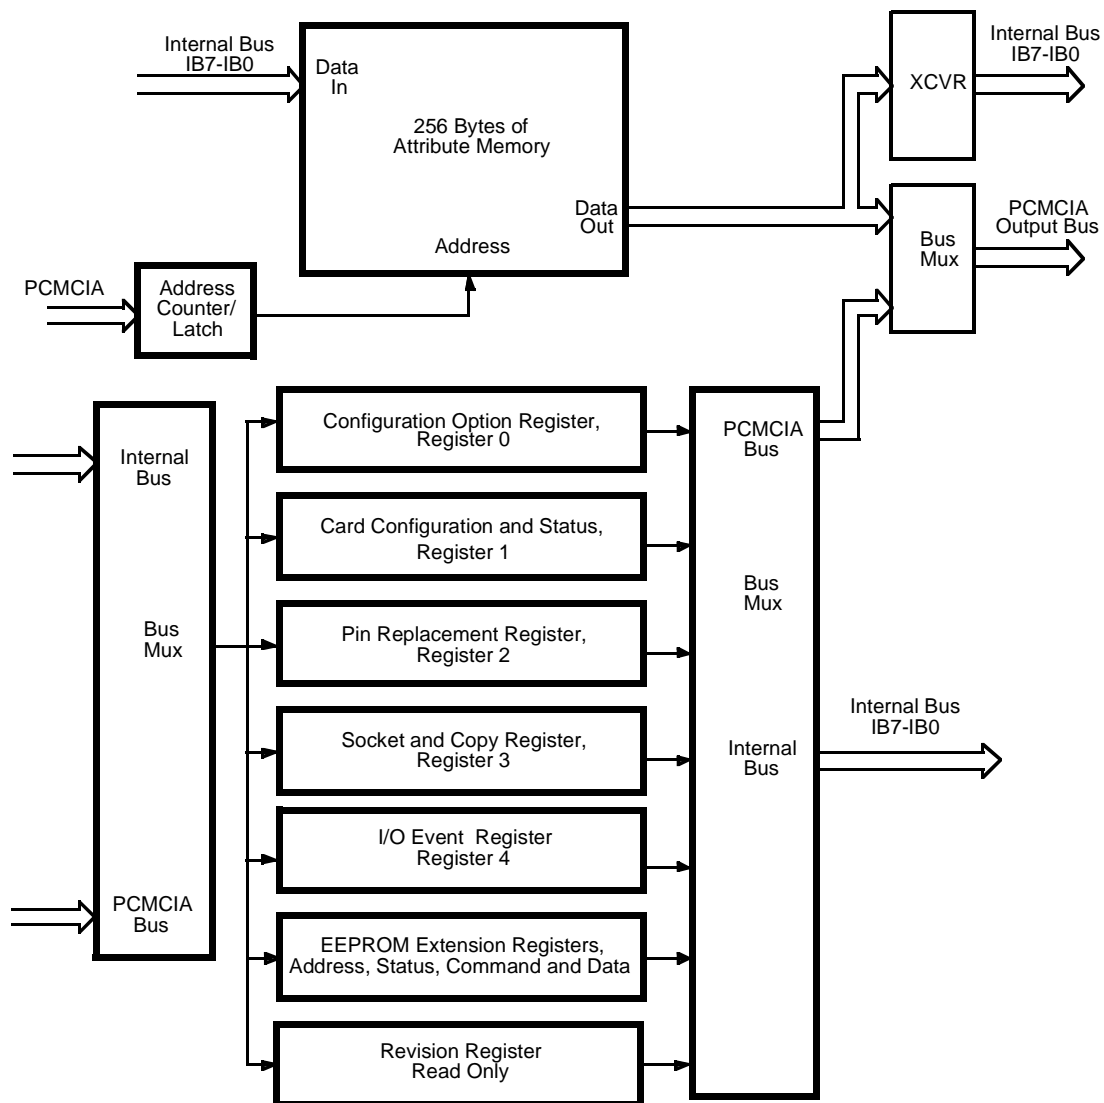 Internal Bus
IB7-IB0
Data
In
256 Bytes of
Attribute Memory
Data
Out
Address
XCVR
Internal Bus
IB7-IB0
Bus
Mux
PCMCIA
Output Bus
PCMCIA
Address
Counter/
Latch
Internal
Bus
Bus
Mux
PCMCIA
Bus
Configuration Option Register,
Register 0
Card Configuration and Status,
Register 1
Pin Replacement Register,
Register 2
Socket and Copy Register,
Register 3
I/O Event Register
Register 4
EEPROM Extension Registers,
Address, Status, Command and Data
Revision Register
Read Only
PCMCIA
Bus
Bus
Mux
Internal
Bus
Internal Bus
IB7-IB0